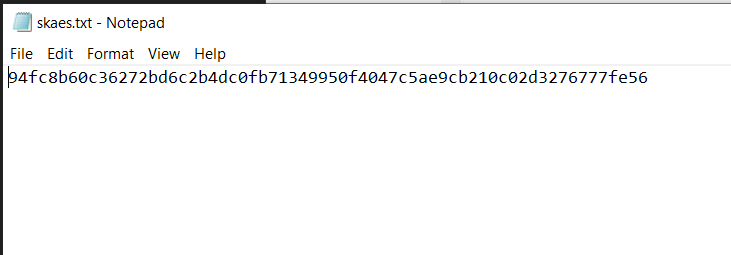 skaes.txt - Notepad
File Edit Format View Help
94fc8b60c36272bd6c2b4dc0fb71349950f4047c5ae9cb210c02d3276777fe56